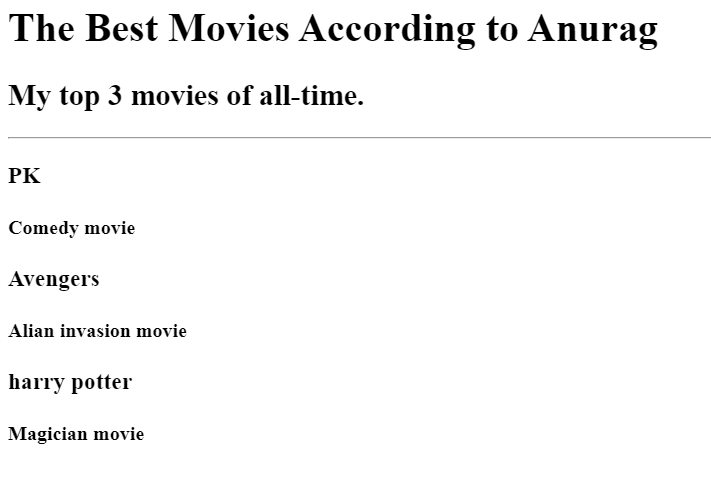 The Best Movies According to Anurag
My top 3 movies of all-time.
PK
Comedy movie
Avengers
Alian invasion movie
harry potter
Magician movie